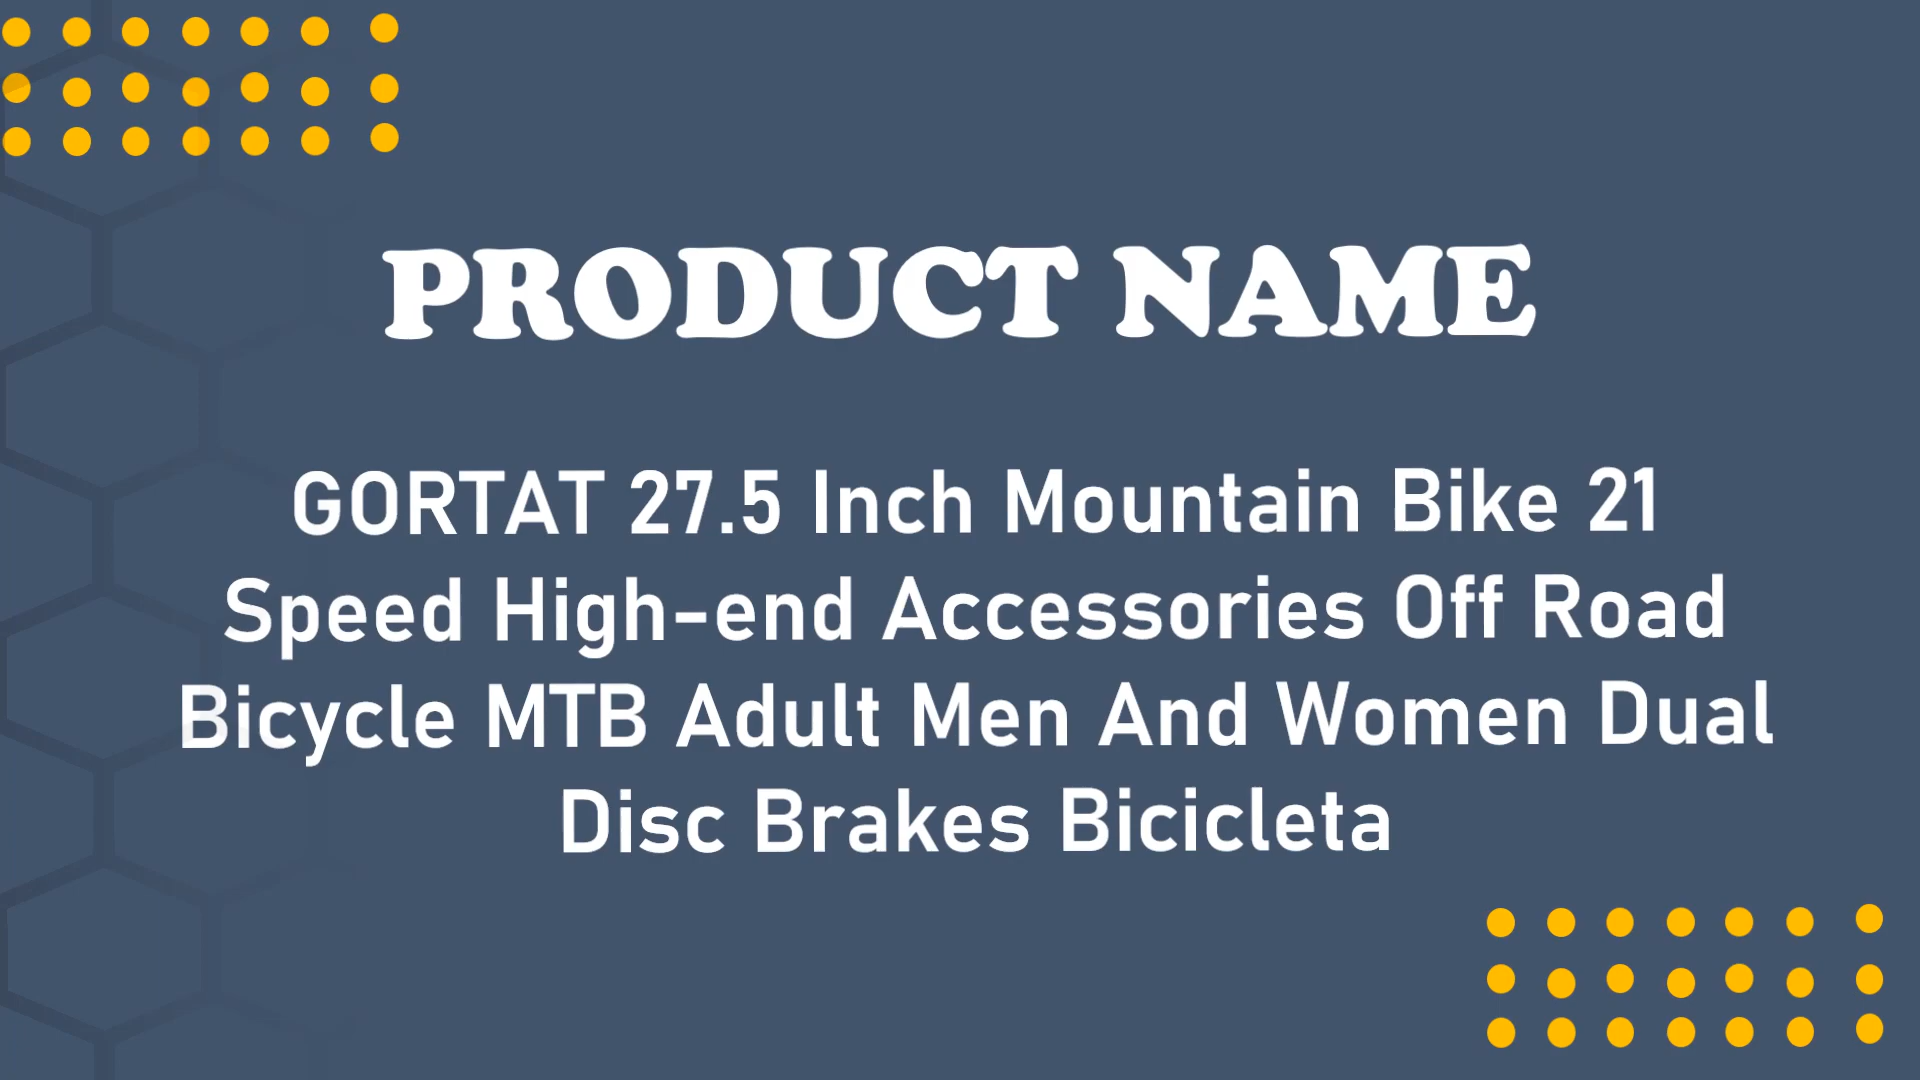 PRODUCT NAME
GORTAT 27.5 Inch Mountain Bike 21
Speed High-end Accessories Off Road
Bicycle MTB Adult Men And Women Dual
Disc Brakes Bicicleta